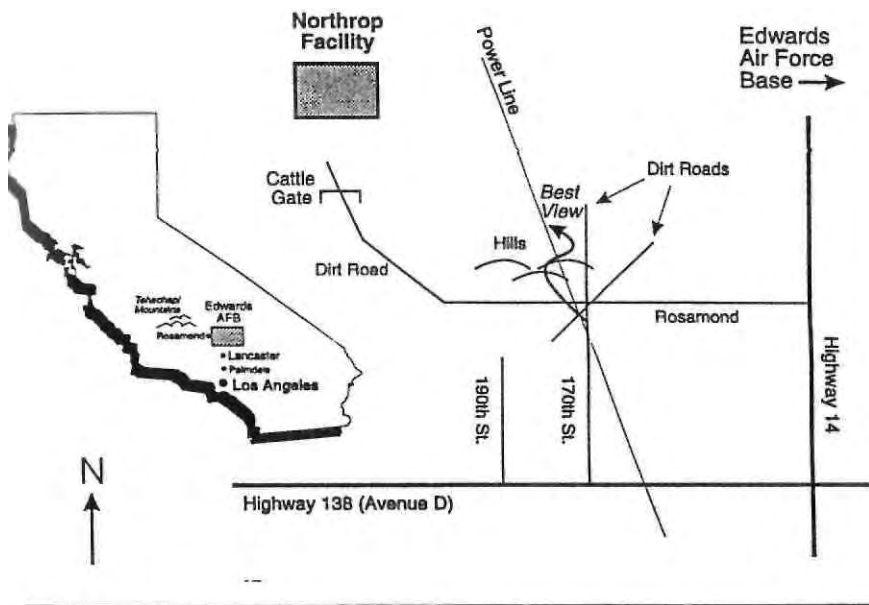 Northrop
Facility
Power Line
Edwards
Air Force
Base
Cattle
Gate
Best
View
Dirt Roads
Hills
Dirt Road
Rosamond
Tehachapi
Mountains
Edwards
AFB
Rosamond
Lancaster
Palmdale
Los Angeles
190th St.
170th St.
Highway 14
N
Highway 138 (Avenue D)